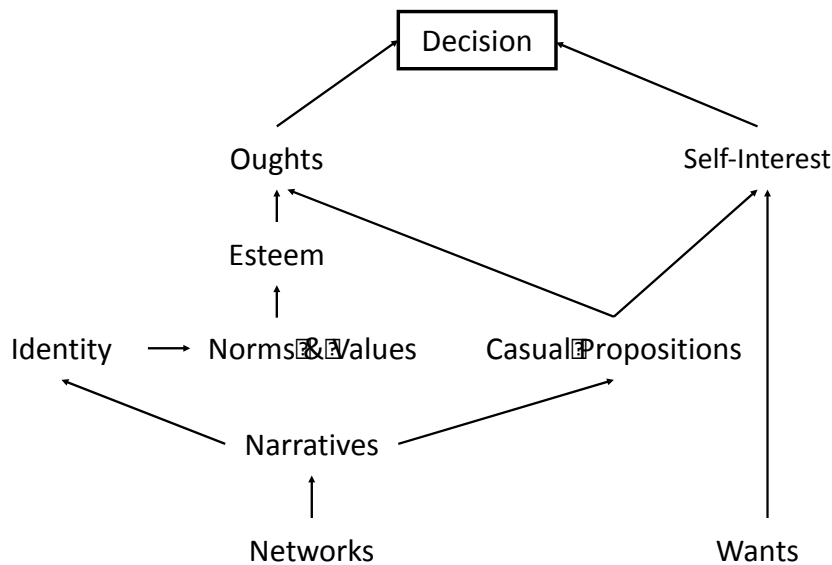 Decision
Oughts
Self-Interest
Esteem
Identity
Norms & Values
Casual Propositions
Narratives
Networks
Wants